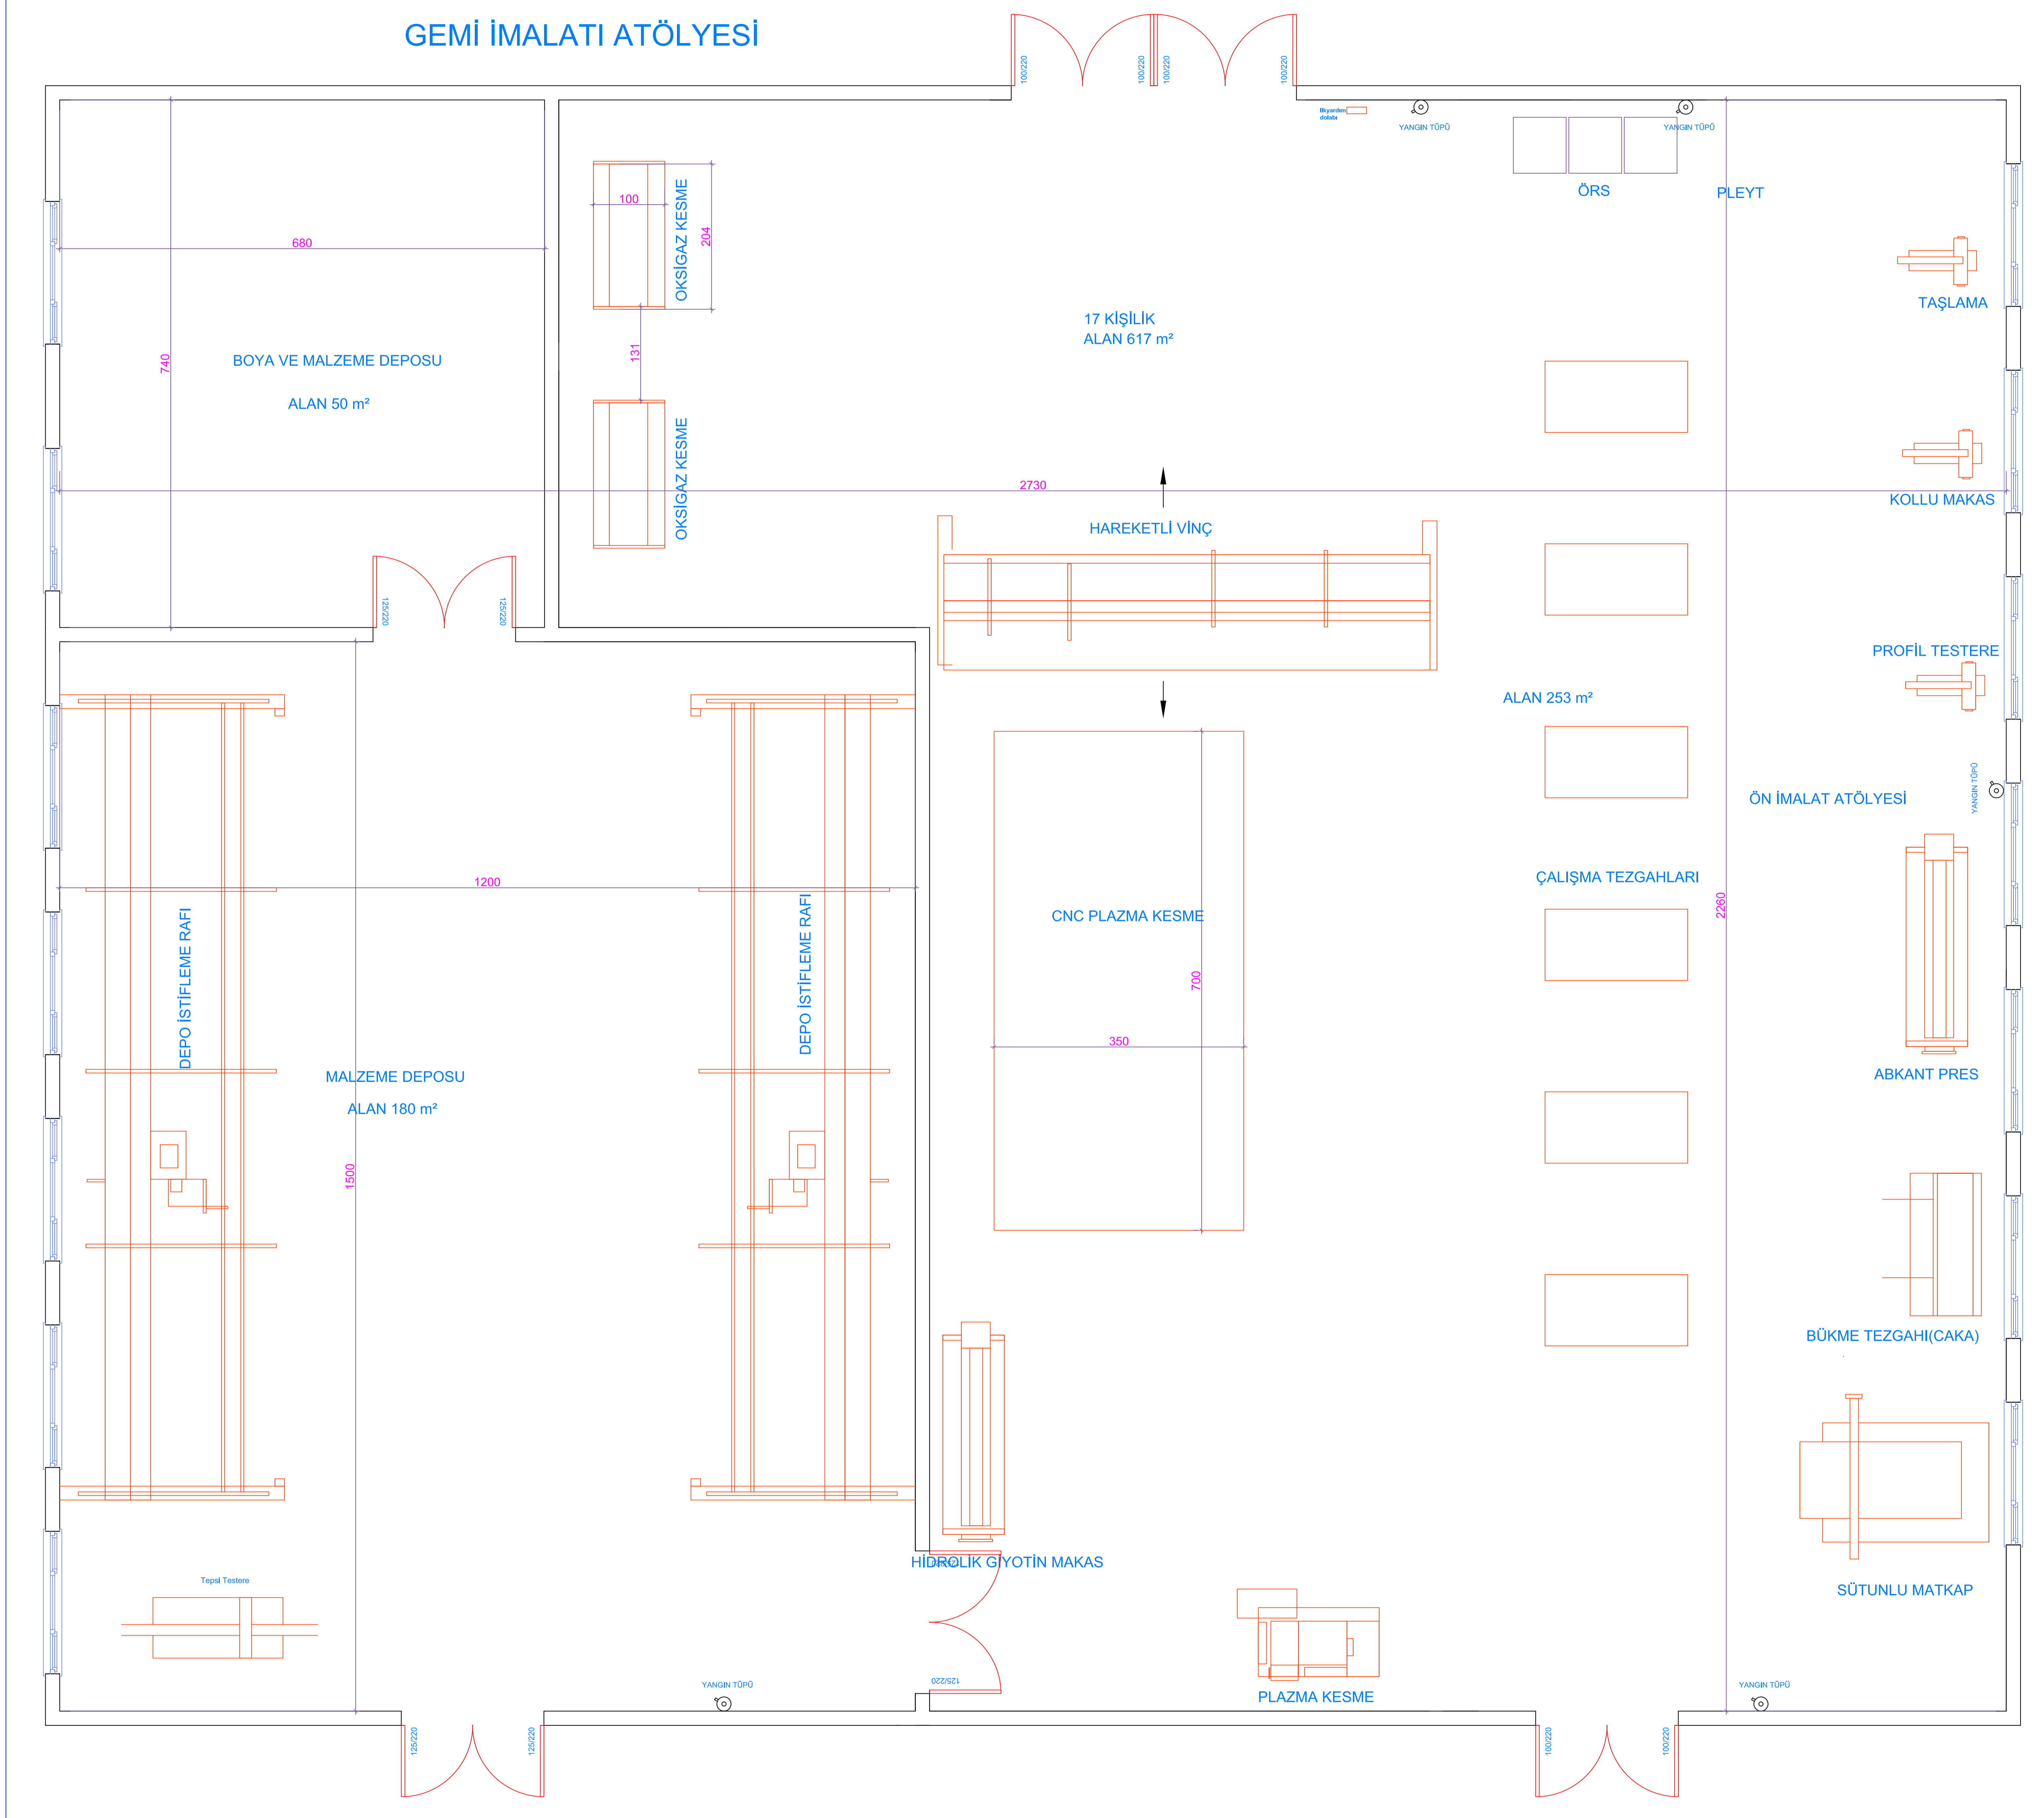 GEMİ İMALATI ATÖLYESİ
100/220
100/220
100/220
100/220
İlkyardım
dolabı
YANGIN TÜPÜ
YANGIN TÜPÜ
ÖRS
PLEYT
100
OKSİGAZ KESME
204
680
TAŞLAMA
17 KİŞİLİK
ALAN 617 m²
131
740
BOYA VE MALZEME DEPOSU
ALAN 50 m²
OKSİGAZ KESME
2730
KOLLU MAKAS
HAREKETLİ VİNÇ
125/220
125/220
PROFİL TESTERE
ALAN 253 m²
YANGIN TÜPÜ
ÖN İMALAT ATÖLYESİ
ÇALIŞMA TEZGAHLARI
1200
2260
CNC PLAZMA KESME
DEPO İSTİFLEME RAFI
DEPO İSTİFLEME RAFI
700
350
MALZEME DEPOSU
ALAN 180 m²
ABKANT PRES
1500
BÜKME TEZGAHI(CAKA)
HİDROLİK GİYOTİN MAKAS
Tepsi Testere
SÜTUNLU MATKAP
125/220
YANGIN TÜPÜ
YANGIN TÜPÜ
PLAZMA KESME
125/220
125/220
100/220
100/220